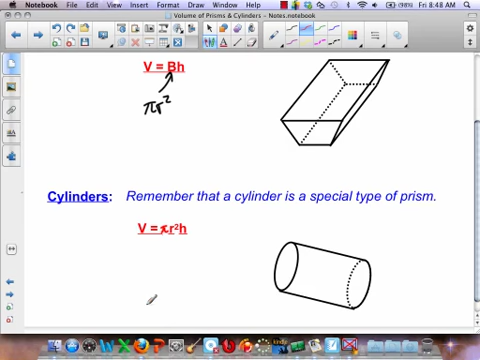 Notebook File Edit View Insert Format Window Help Fri 8:48 AM
Volume of Prisms & Cylinders - Notes.notebook
V = Bh
πr²
Cylinders: Remember that a cylinder is a special type of prism.
V = πr²h